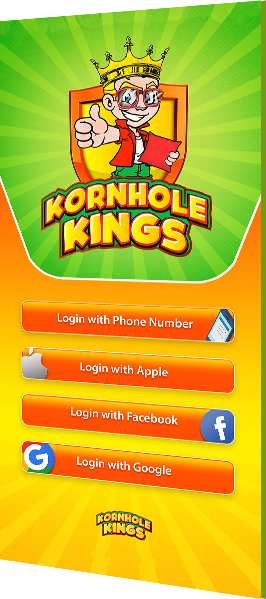 KORNHOLE
KINGS
Login with Phone Number
Login with Apple
Login with Facebook
f
Login with Google
G
KORNHOLE
KINGS